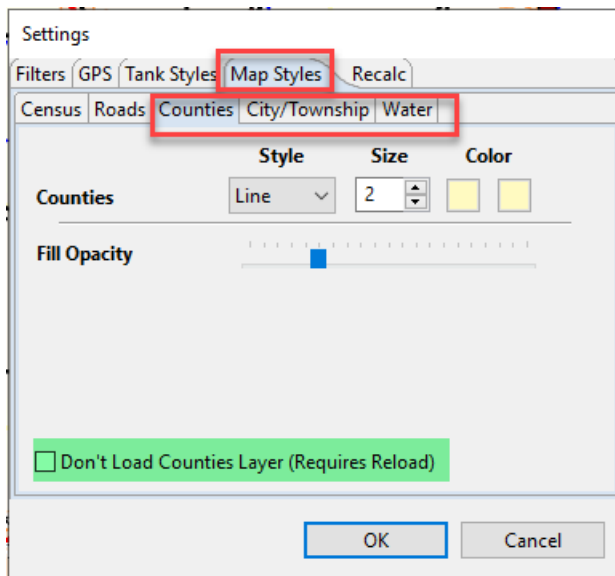 Settings
Filters GPS Tank Styles Map Styles Recalc
Census Roads Counties City/Township Water
Style Size Color
Counties Line 2
Fill Opacity
Don't Load Counties Layer (Requires Reload)
OK Cancel